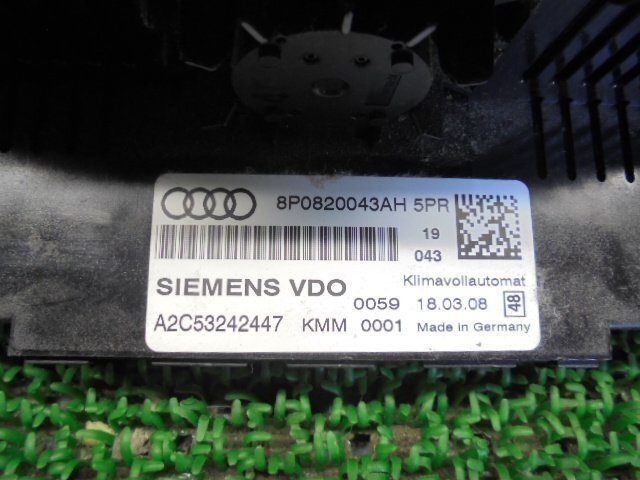 8P0820043AH 5PR
19
043
SIEMENS VDO
Klimavollautomat
0059 18.03.08 48
A2C53242447 KMM 0001 Made in Germany